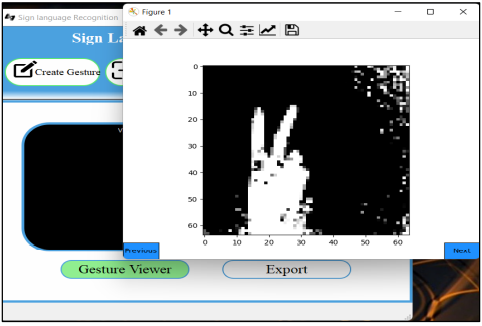 Sign language Recognition
Figure 1
Sign La
Create Gesture
0
10
20
30
40
50
60
0 10 20 30 40 50 60
Previous
Next
Gesture Viewer
Export